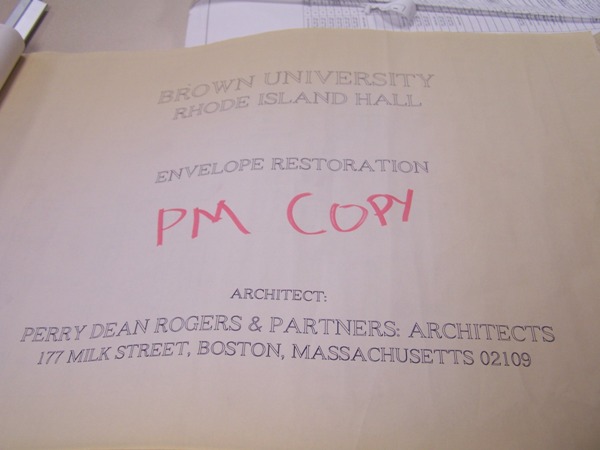 BROWN UNIVERSITY
RHODE ISLAND HALL
ENVELOPE RESTORATION
PM COPY
ARCHITECT:
PERRY DEAN ROGERS & PARTNERS: ARCHITECTS
177 MILK STREET, BOSTON, MASSACHUSETTS 02109